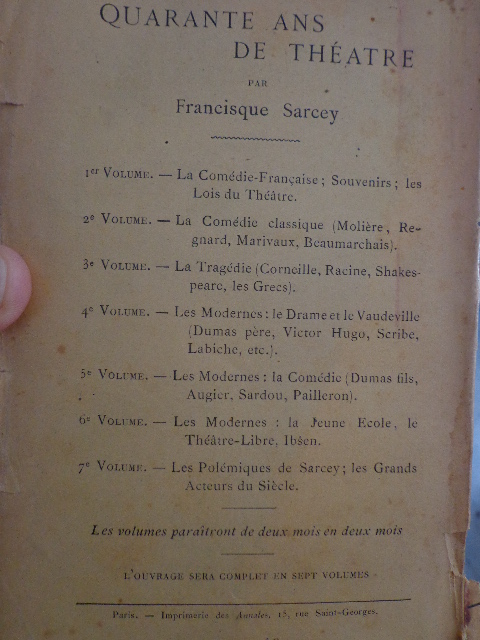 QUARANTE ANS
DE THÉATRE
PAR
Francisque Sarcey
1er VOLUME. — La Comédie-Française; Souvenirs; les
Lois du Théâtre.
2e VOLUME. — La Comédie classique (Molière, Re-
gnard, Marivaux, Beaumarchais).
3e VOLUME. — La Tragédie (Corneille, Racine, Shakes-
peare, les Grecs).
4e VOLUME. — Les Modernes: le Drame et le Vaudeville
(Dumas père, Victor Hugo, Scribe,
Labiche, etc.).
5e VOLUME. — Les Modernes : la Comédie (Dumas fils,
Augier, Sardou, Pailleron).
6e VOLUME. — Les Modernes : la Jeune Ecole, le
Théâtre-Libre, Ibsen.
7e VOLUME. — Les Polémiques de Sarcey; les Grands
Acteurs du Siècle.
Les volumes paraîtront de deux mois en deux mois
L'OUVRAGE SERA COMPLET EN SEPT VOLUMES
Paris. — Imprimerie des Annales, 15, rue Saint-Georges.